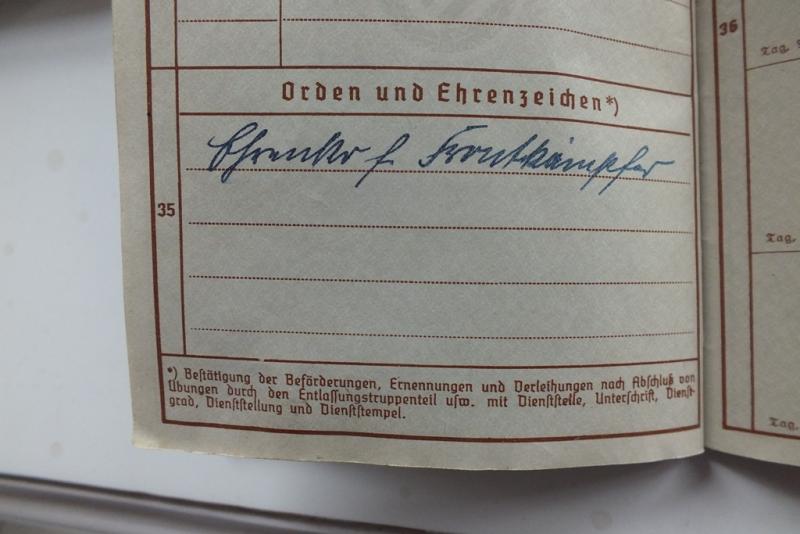 Orden und Ehrenzeichen*)
Ehrenkr f. Frontkämpfer
35
*) Bestätigung der Beförderungen, Ernennungen und Verleihungen nach Abschluß von
Übungen durch den Entlassungstruppenteil usw. mit Dienststelle, Unterschrift, Dienst-
grad, Dienststellung und Dienststempel.
36
Tag,
Tag,
Tag,